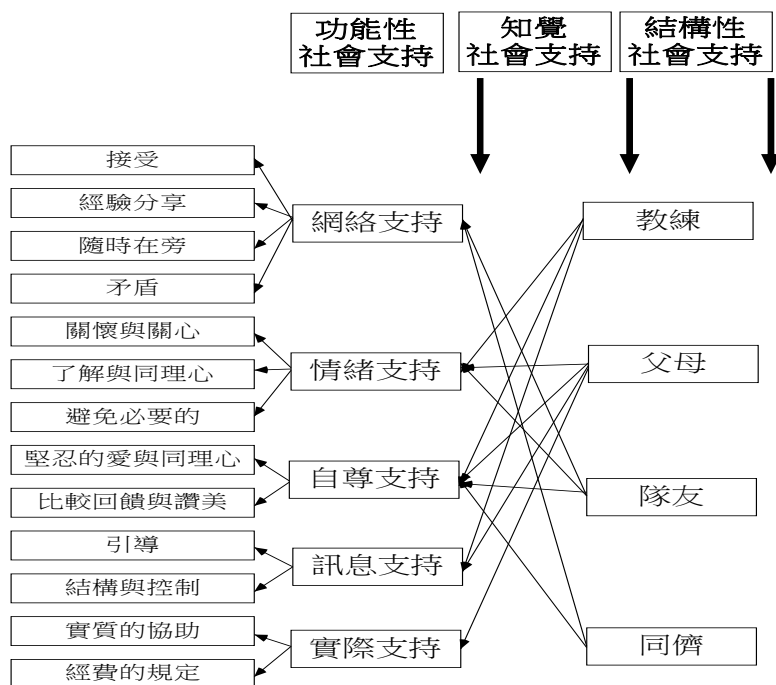 功能性
社會支持
知覺
社會支持
結構性
社會支持
接受
經驗分享
隨時在旁
矛盾
關懷與關心
了解與同理心
避免必要的
堅忍的愛與同理心
比較回饋與讚美
引導
結構與控制
實質的協助
經費的規定
網絡支持
情緒支持
自尊支持
訊息支持
實際支持
教練
父母
隊友
同儕